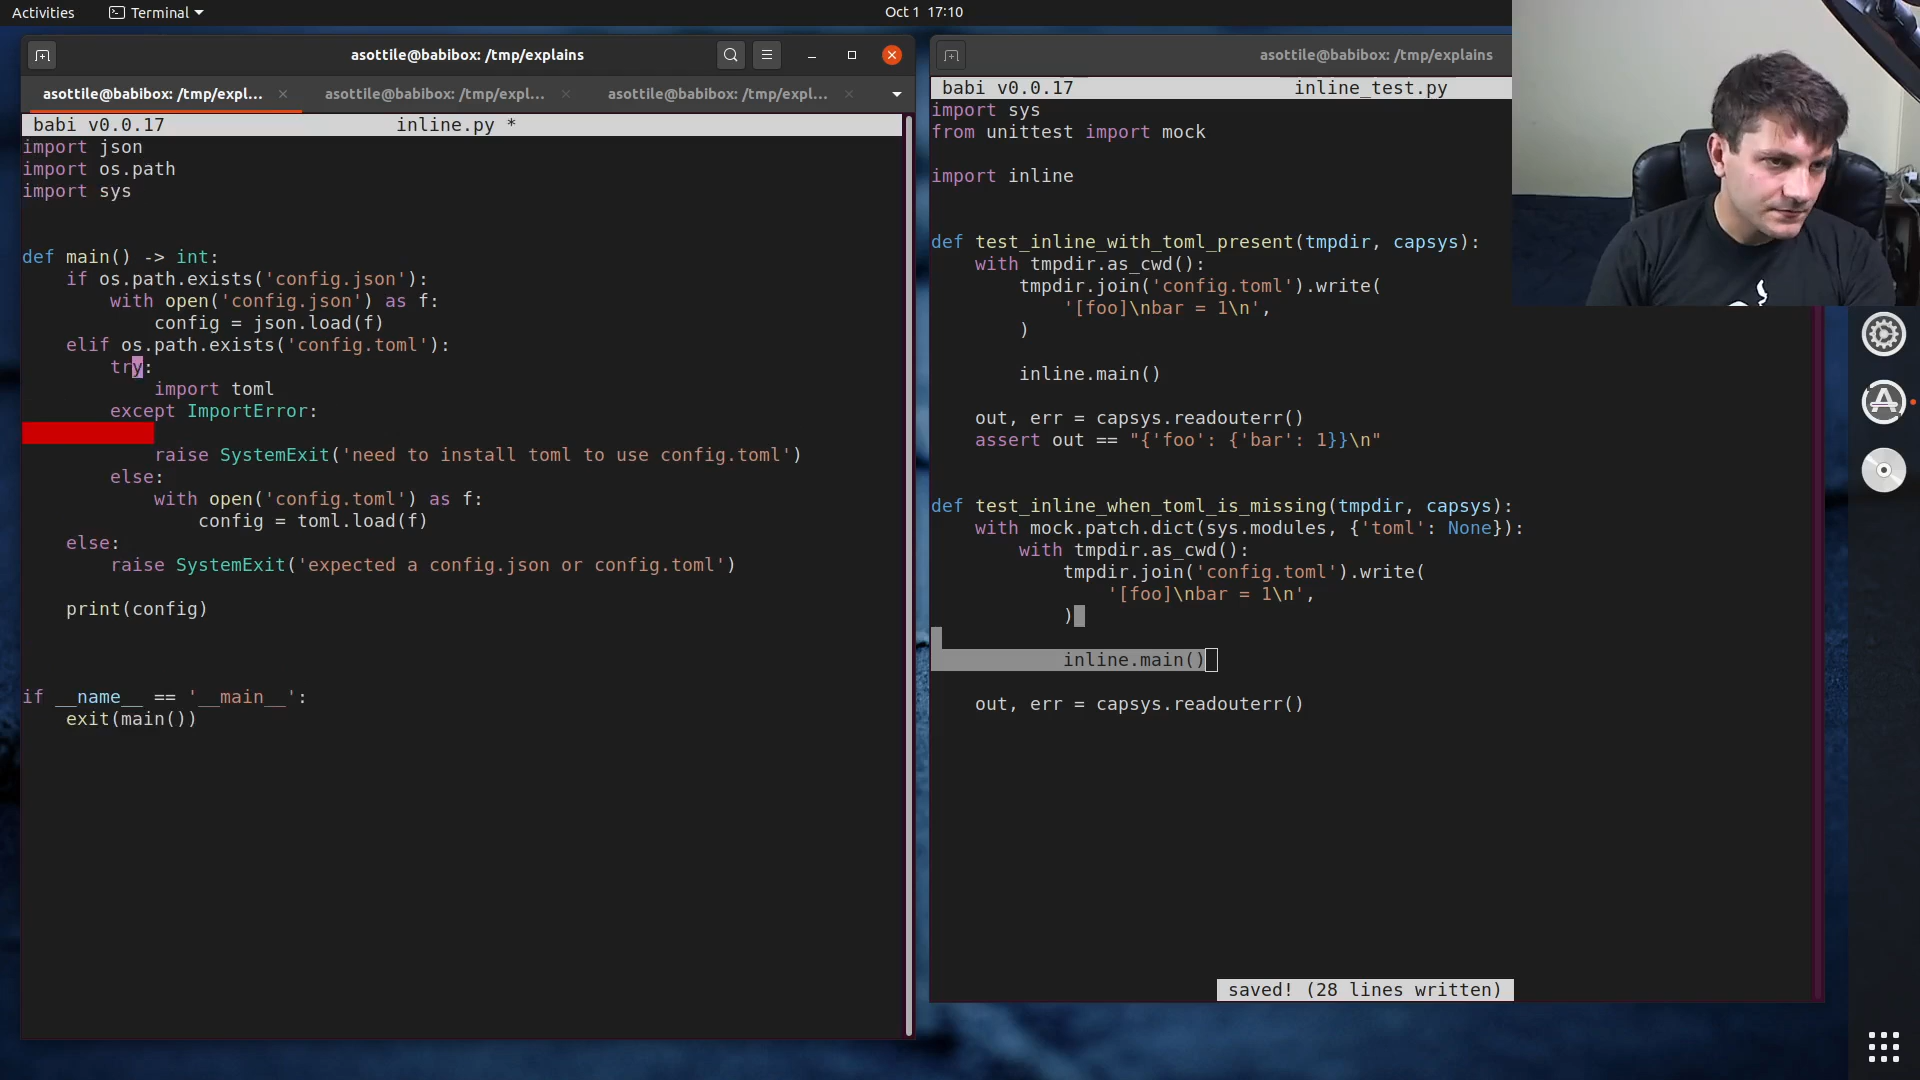 Activities
Terminal
Oct 1 17:10
asottile@babibox: /tmp/explains
asottile@babibox: /tmp/expl...
asottile@babibox: /tmp/expl...
asottile@babibox: /tmp/expl...
babi v0.0.17 inline.py *
import json
import os.path
import sys
def main() -> int:
if os.path.exists('config.json'):
with open('config.json') as f:
config = json.load(f)
elif os.path.exists('config.toml'):
try:
import toml
except ImportError:
raise SystemExit('need to install toml to use config.toml')
else:
with open('config.toml') as f:
config = toml.load(f)
else:
raise SystemExit('expected a config.json or config.toml')
print(config)
if __name__ == '__main__':
exit(main())
asottile@babibox: /tmp/explains
babi v0.0.17 inline_test.py
import sys
from unittest import mock
import inline
def test_inline_with_toml_present(tmpdir, capsys):
with tmpdir.as_cwd():
tmpdir.join('config.toml').write(
'[foo]\nbar = 1\n',
)
inline.main()
out, err = capsys.readouterr()
assert out == "{'foo': {'bar': 1}}\n"
def test_inline_when_toml_is_missing(tmpdir, capsys):
with mock.patch.dict(sys.modules, {'toml': None}):
with tmpdir.as_cwd():
tmpdir.join('config.toml').write(
'[foo]\nbar = 1\n',
)
inline.main()
out, err = capsys.readouterr()
saved! (28 lines written)